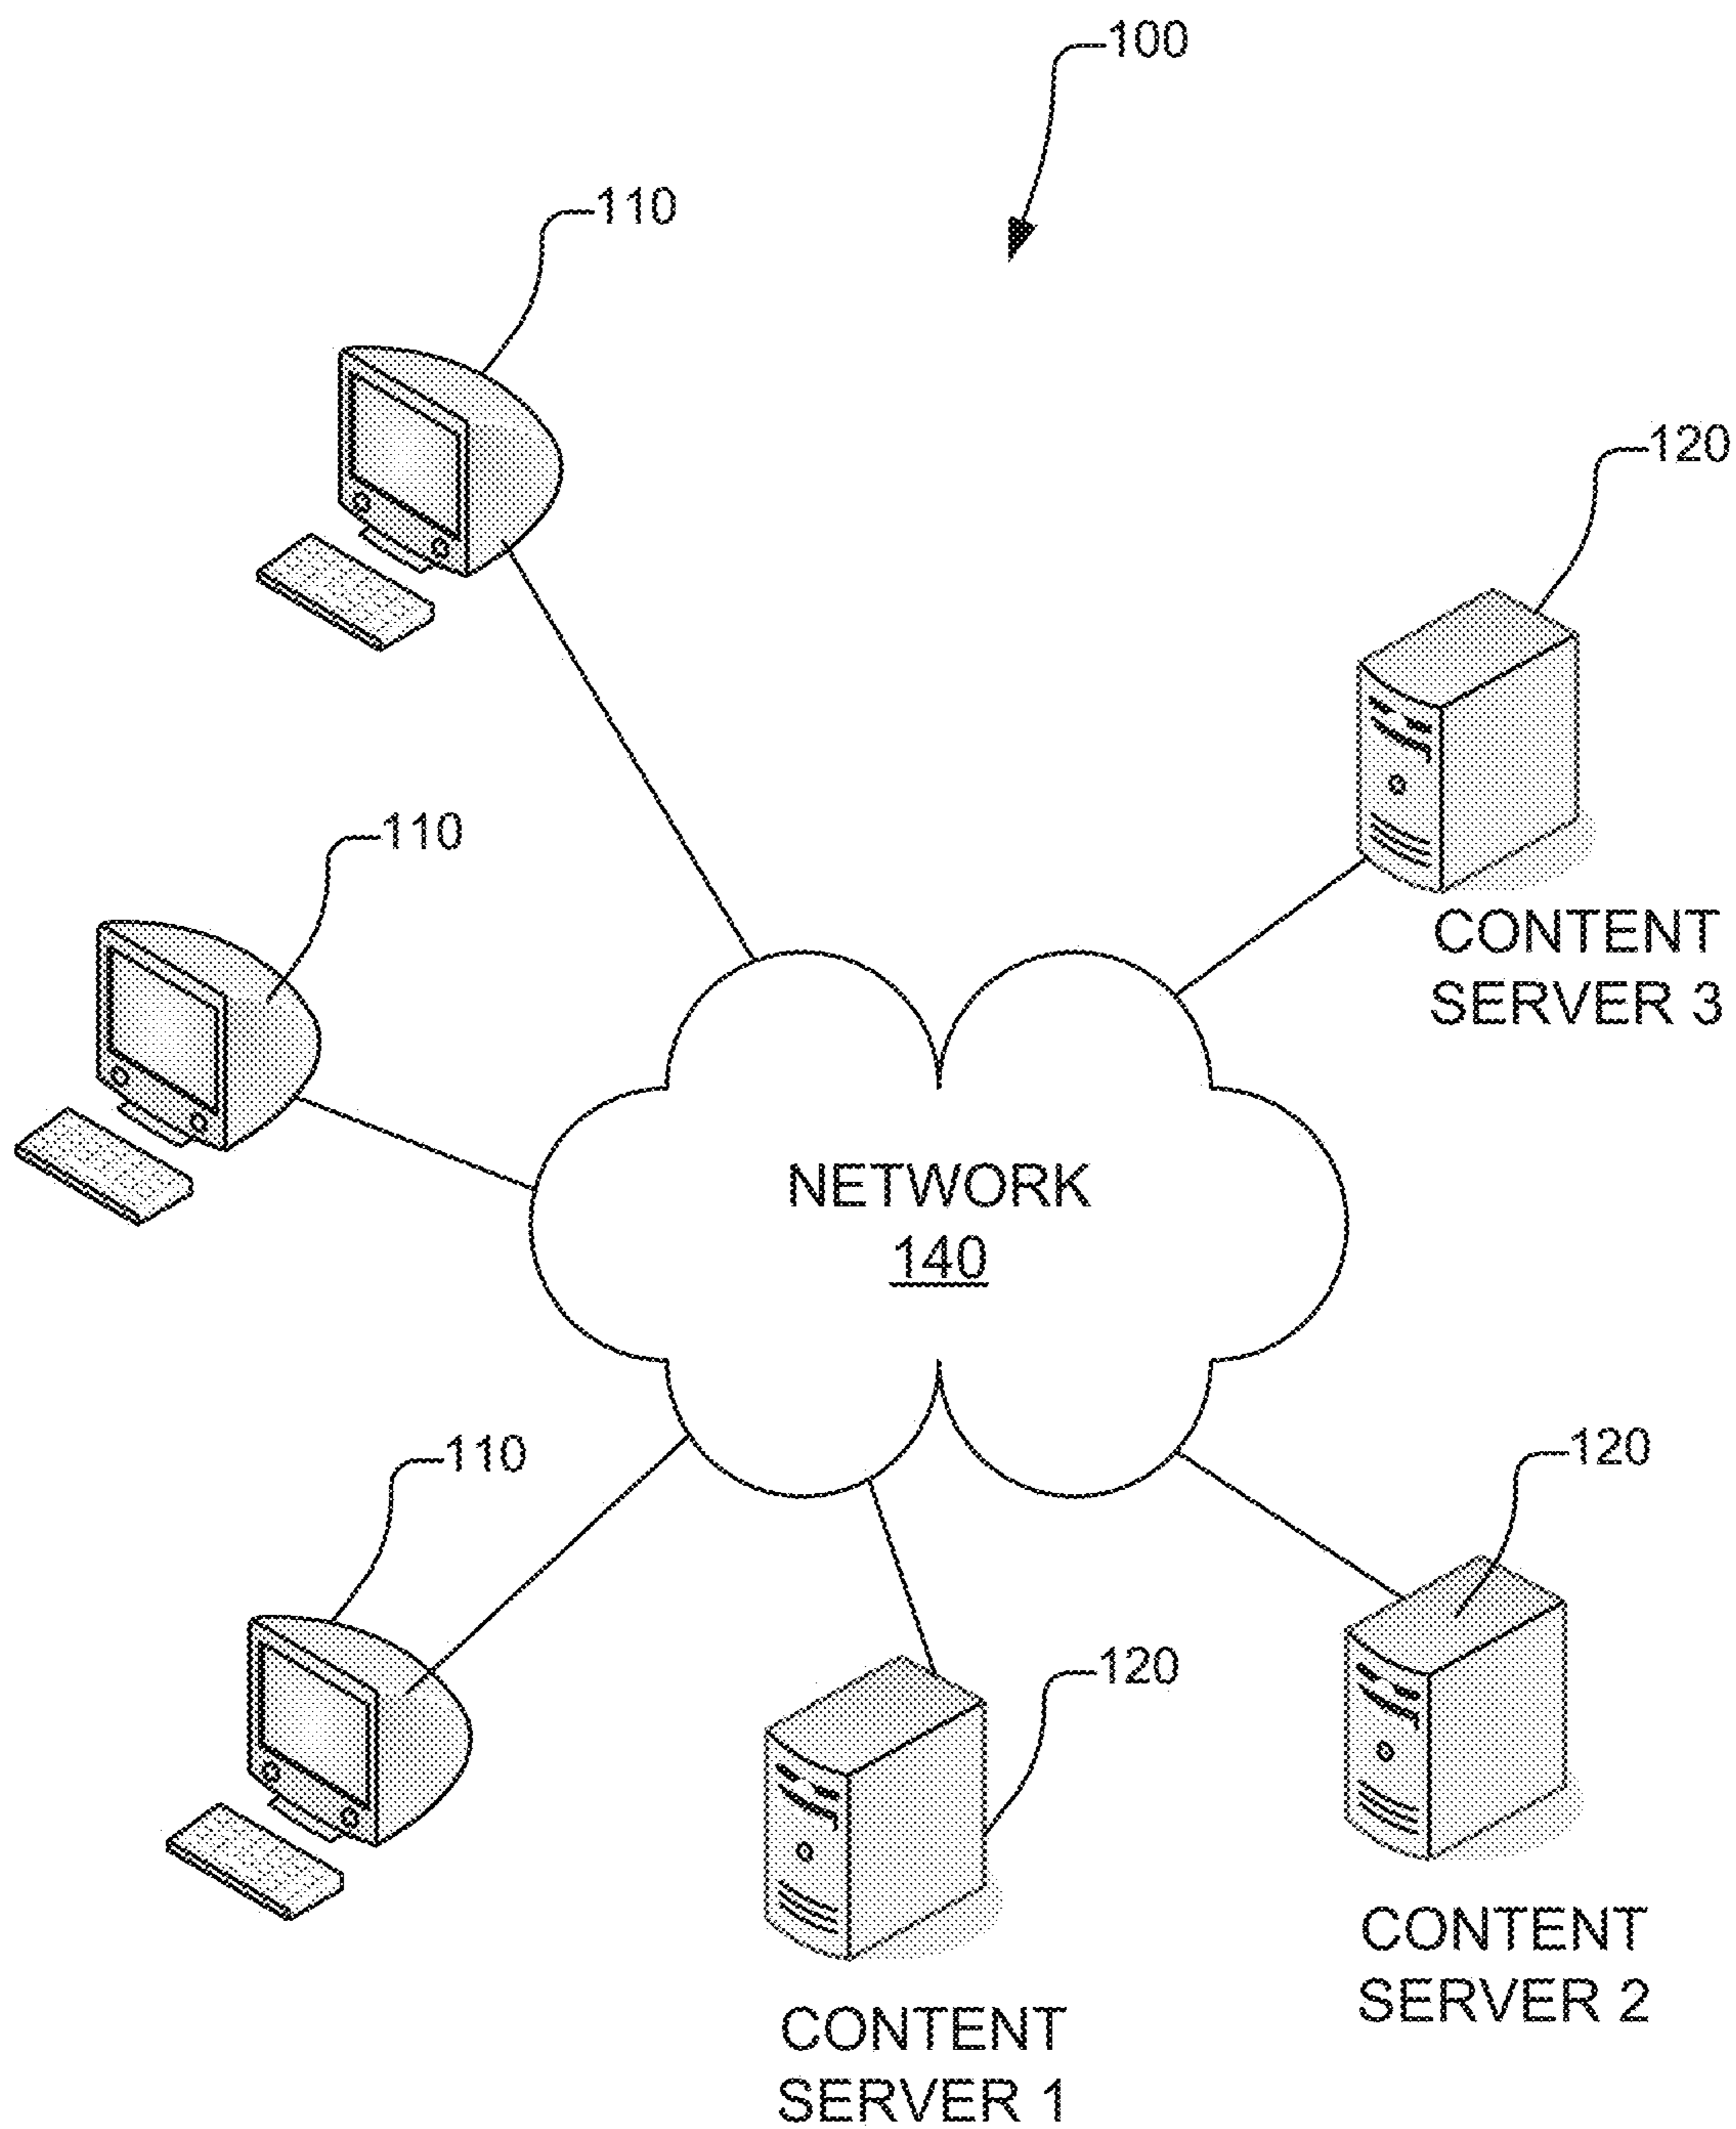 100
110
120
110
CONTENT
SERVER 3
NETWORK
140
110
120
120
CONTENT
SERVER 2
CONTENT
SERVER 1